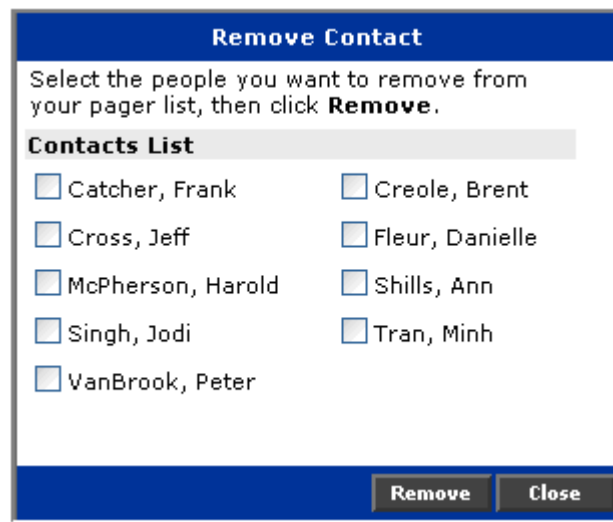 Remove Contact
Select the people you want to remove from
your pager list, then click Remove.
Contacts List
Catcher, Frank
Creole, Brent
Cross, Jeff
Fleur, Danielle
McPherson, Harold
Shills, Ann
Singh, Jodi
Tran, Minh
VanBrook, Peter
Remove
Close